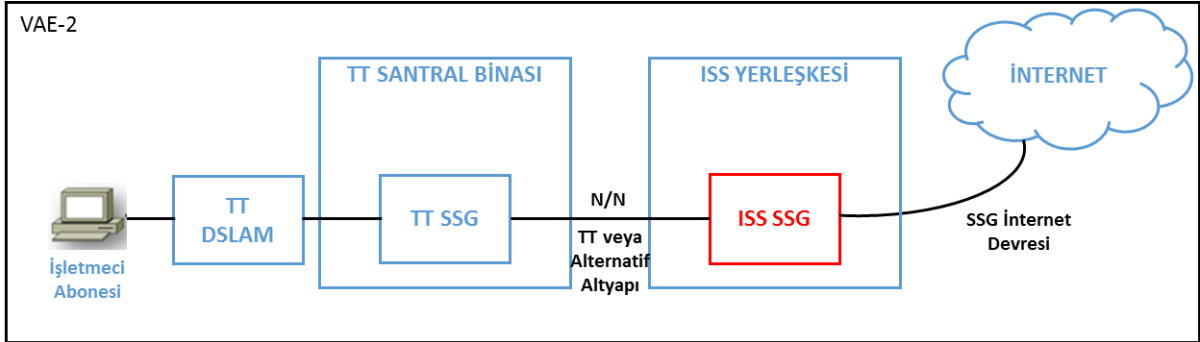 VAE-2
TT SANTRAL BİNASI
ISS YERLEŞKESİ
İNTERNET
TT
DSLAM
TT SSG
N/N
TT veya
Alternatif
Altyapı
ISS SSG
SSG İnternet
Devresi
İşletmeci
Abonesi